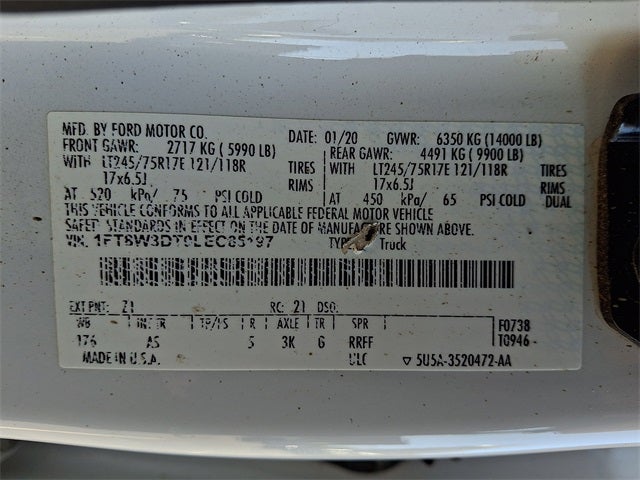 MFD. BY FORD MOTOR CO. DATE: 01/20 GVWR: 6350 KG (14000 LB)
FRONT GAWR: 2717 KG (5990 LB) REAR GAWR: 4491 KG (9900 LB)
WITH LT245/75R17E 121/118R TIRES WITH LT245/75R17E 121/118R TIRES
17x6.5J RIMS 17x6.5J RIMS
AT 520 kPa/ 75 PSI COLD AT 450 kPa/ 65 PSI COLD DUAL
THIS VEHICLE CONFORMS TO ALL APPLICABLE FEDERAL MOTOR VEHICLE
SAFETY STANDARDS IN EFFECT ON THE DATE OF MANUFACTURE SHOWN ABOVE.
VIN: TYPE: Truck
EXT PNT: Z1 RC: 21 DSO:
WB INT TR TP/PS R AXLE TR SPR F0738
176 AS 5 3K G RRFF T0946
MADE IN U.S.A. ULC ▽ 5U5A-3520472-AA